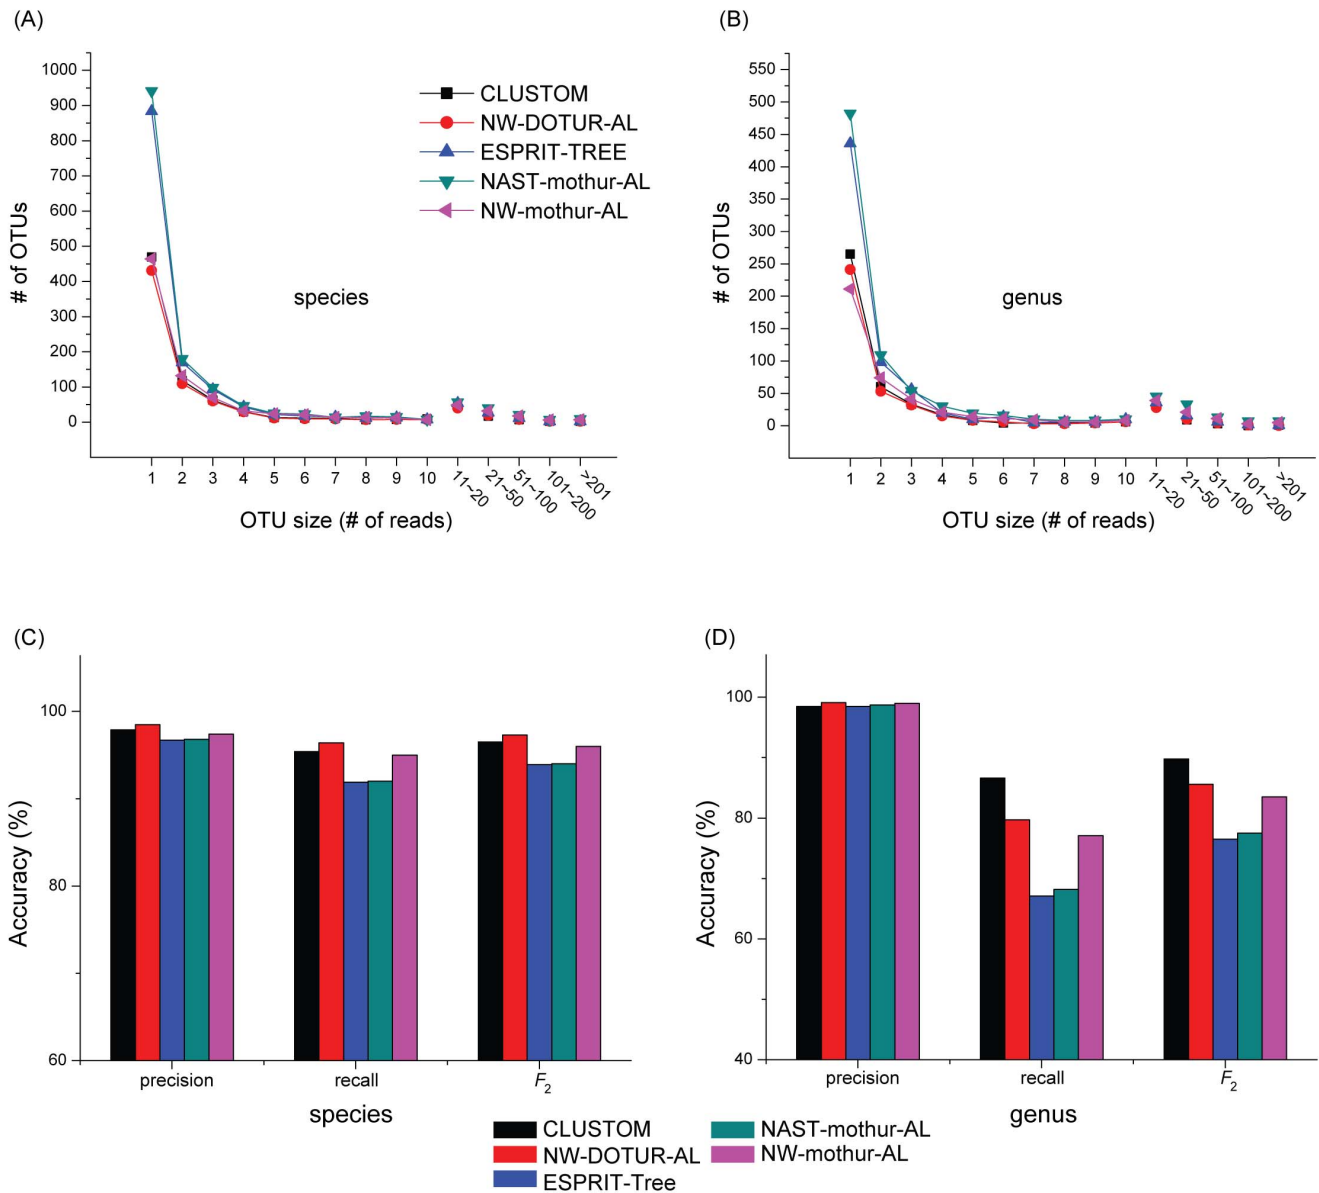 (A)
1000
900
800
700
600
500
400
300
200
100
0
# of OTUs
CLUSTOM
NW-DOTUR-AL
ESPRIT-TREE
NAST-mothur-AL
NW-mothur-AL
species
1 2 3 4 5 6 7 8 9 10 11~20 21~50 51~100 101~200 >201
OTU size (# of reads)
(B)
550
500
450
400
350
300
250
200
150
100
50
0
# of OTUs
genus
1 2 3 4 5 6 7 8 9 10 11~20 21~50 51~100 101~200 >201
OTU size (# of reads)
(C)
100
80
60
Accuracy (%)
precision recall F2
species
(D)
100
80
60
40
Accuracy (%)
precision recall F2
genus
CLUSTOM
NW-DOTUR-AL
ESPRIT-Tree
NAST-mothur-AL
NW-mothur-AL